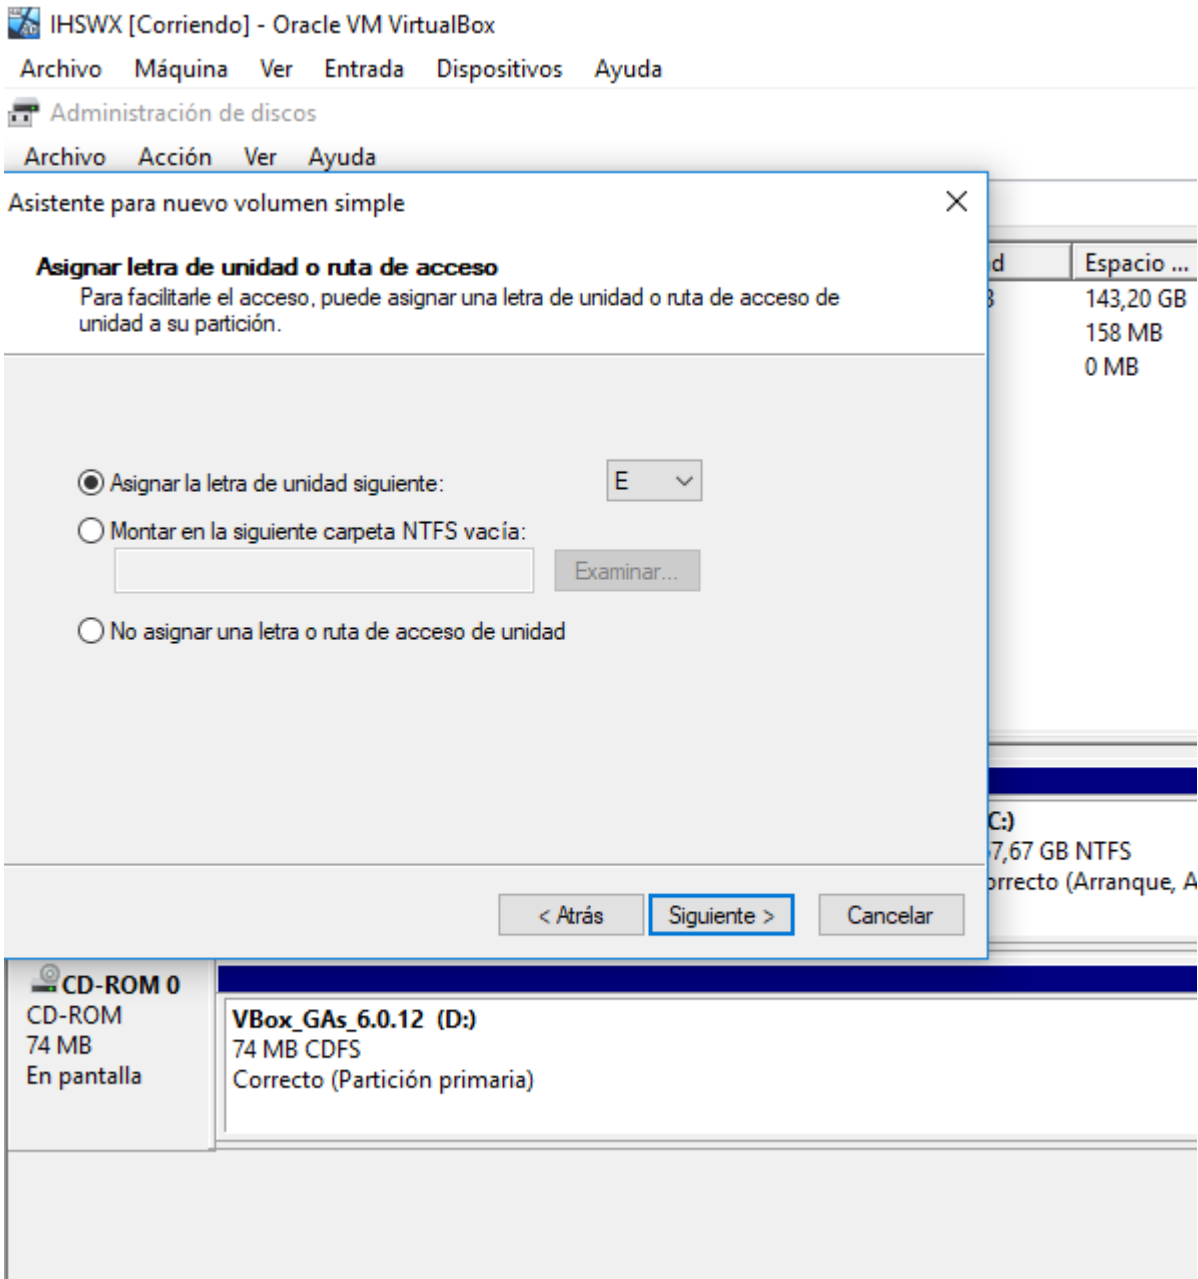 IHSWX [Corriendo] - Oracle VM VirtualBox
Archivo Máquina Ver Entrada Dispositivos Ayuda
Administración de discos
Archivo Acción Ver Ayuda
Asistente para nuevo volumen simple
Asignar letra de unidad o ruta de acceso
Para facilitarle el acceso, puede asignar una letra de unidad o ruta de acceso de
unidad a su partición.
d Espacio ...
143,20 GB
158 MB
0 MB
Asignar la letra de unidad siguiente: E
Montar en la siguiente carpeta NTFS vacía:
Examinar...
No asignar una letra o ruta de acceso de unidad
C:)
7,67 GB NTFS
orrecto (Arranque, A
< Atrás Siguiente > Cancelar
CD-ROM 0
CD-ROM
74 MB
En pantalla
VBox_GAs_6.0.12 (D:)
74 MB CDFS
Correcto (Partición primaria)